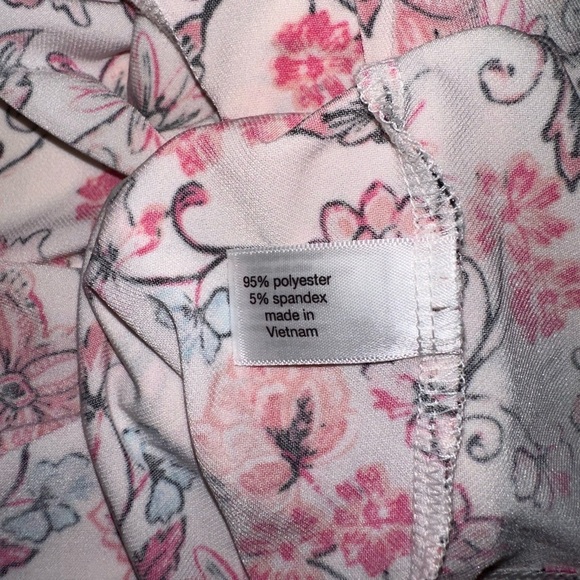 95% polyester
5% spandex
made in
Vietnam